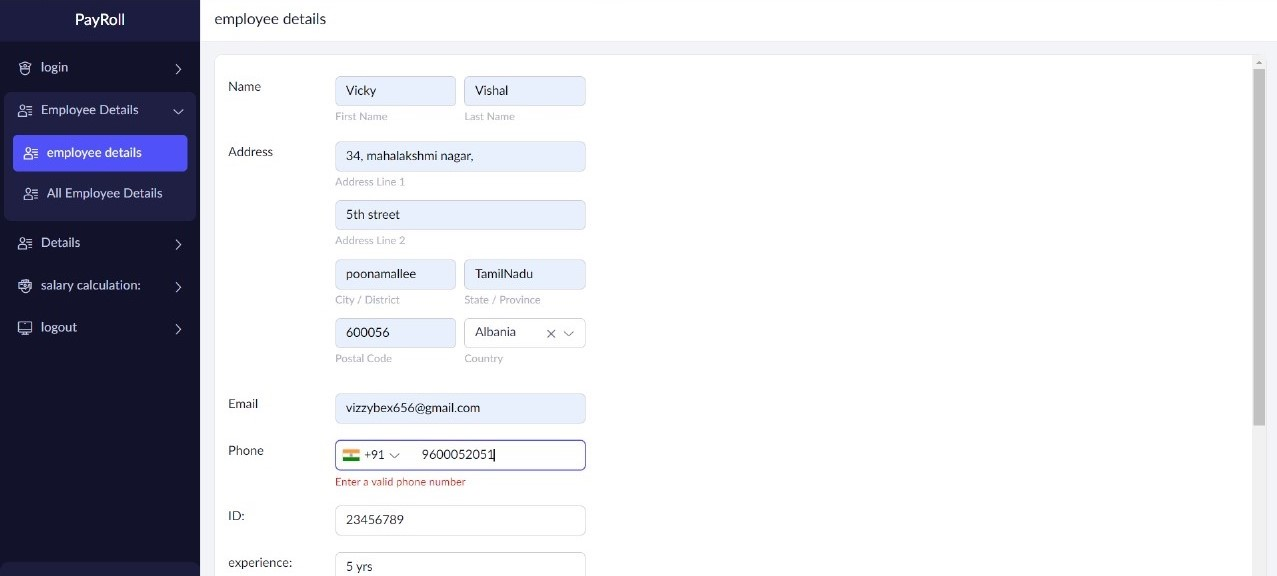 PayRoll
employee details
login
Employee Details
employee details
All Employee Details
Details
salary calculation:
logout
Name
Vicky
Vishal
First Name
Last Name
Address
34, mahalakshmi nagar,
Address Line 1
5th street
Address Line 2
poonamallee
TamilNadu
City / District
State / Province
600056
Albania
Postal Code
Country
Email
vizzybex656@gmail.com
Phone
+91
9600052051
Enter a valid phone number
ID:
23456789
experience:
5 yrs